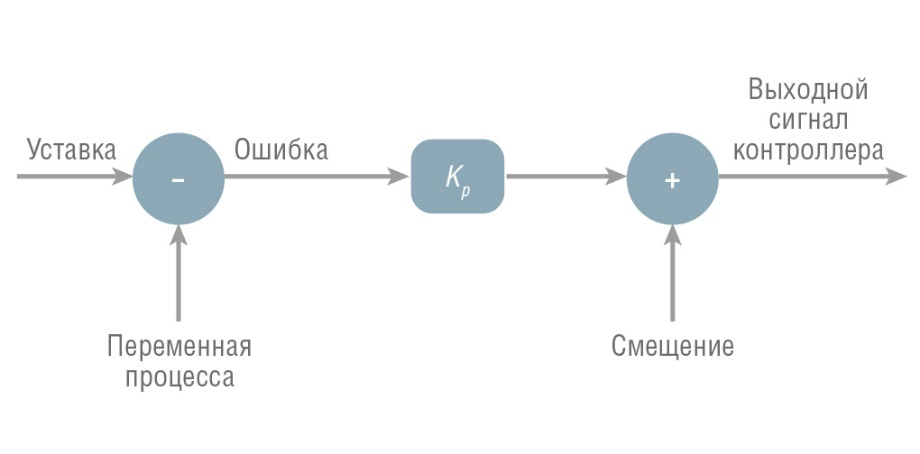 Выходной
сигнал
контроллера
Уставка
Ошибка
–
Kp
+
Переменная
процесса
Смещение